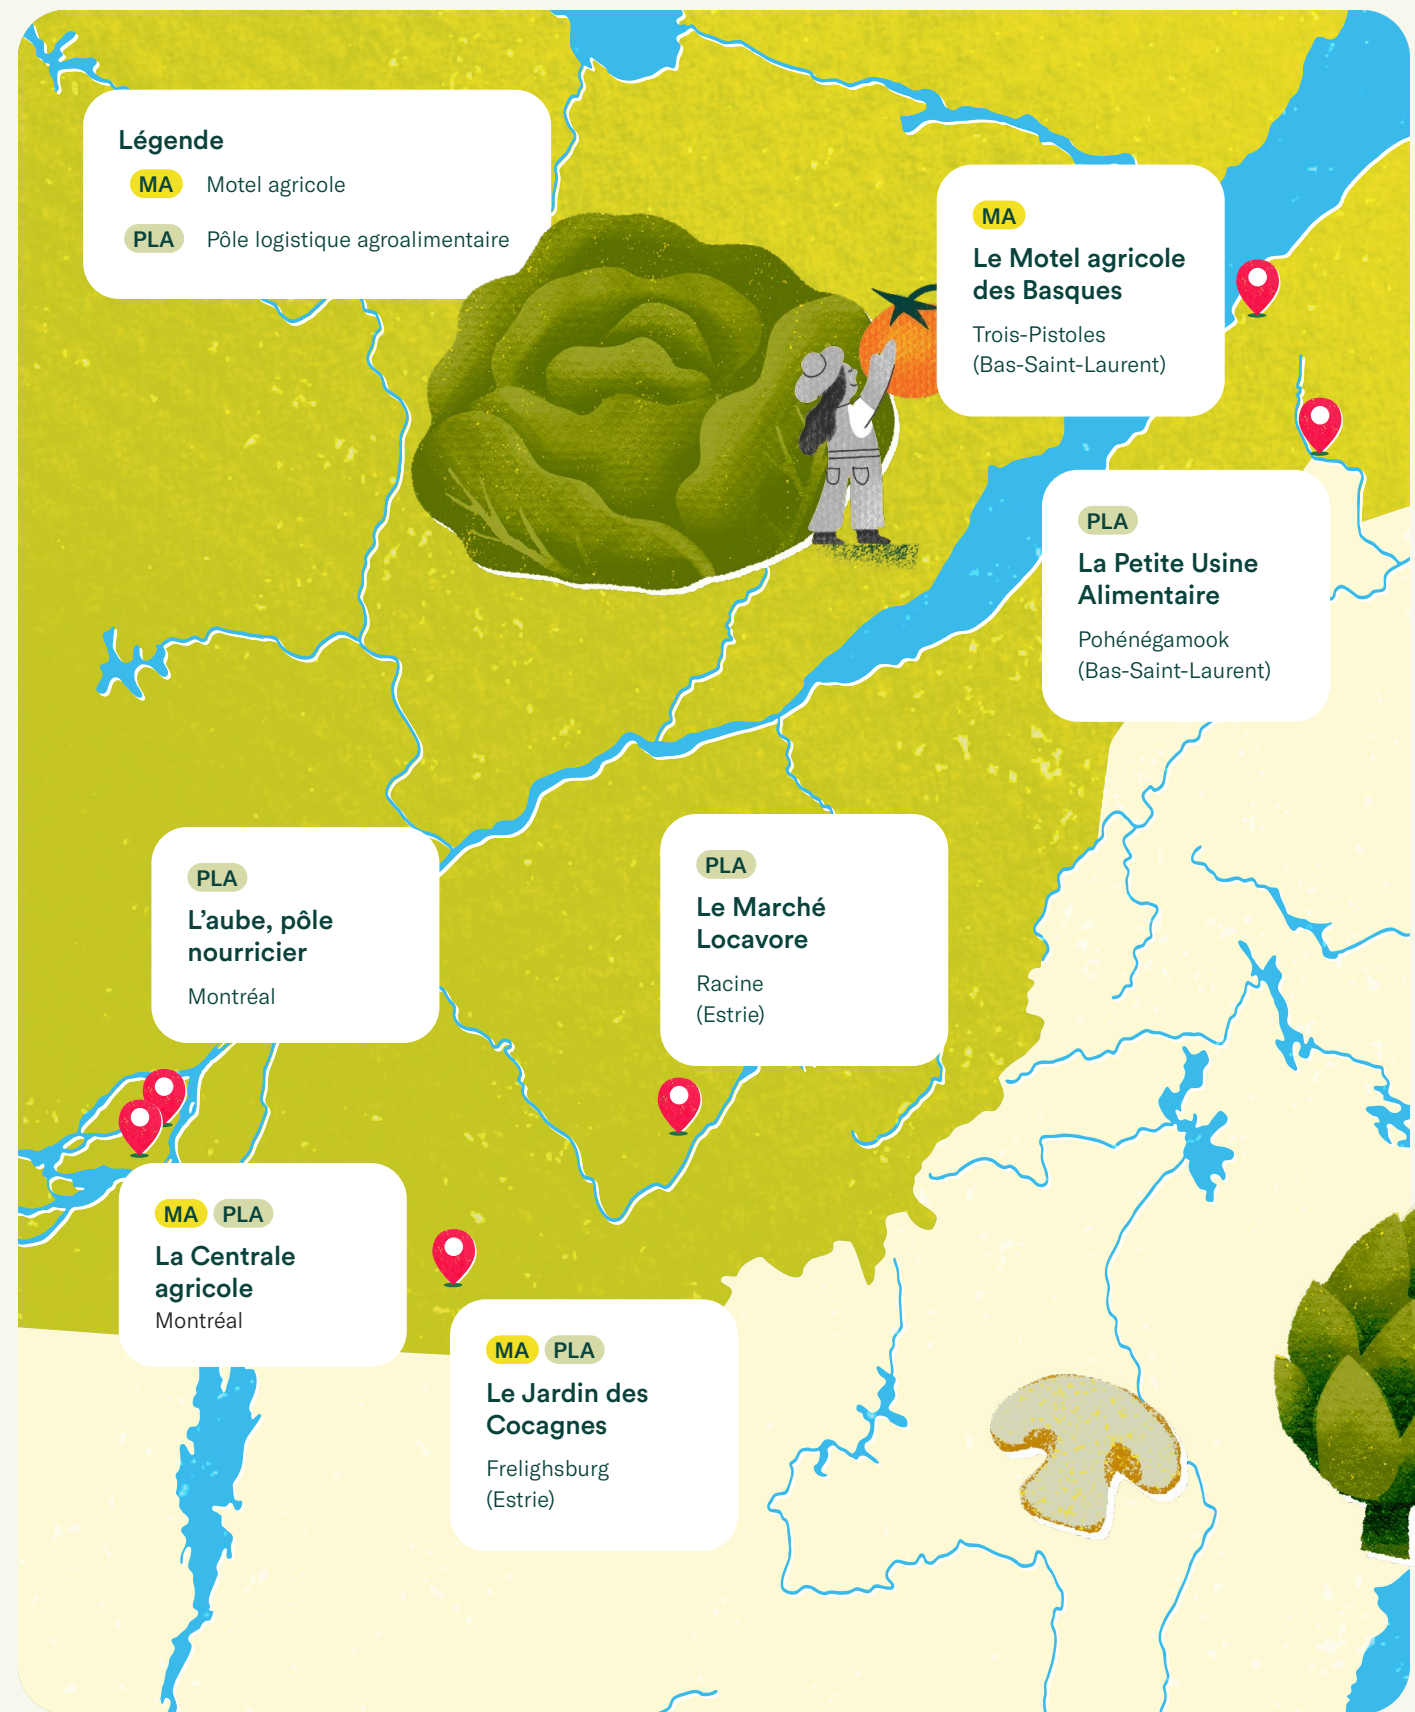 Légende
MA Motel agricole
PLA Pôle logistique agroalimentaire
MA
Le Motel agricole
des Basques
Trois-Pistoles
(Bas-Saint-Laurent)
PLA
La Petite Usine
Alimentaire
Pohénégamook
(Bas-Saint-Laurent)
PLA
L’aube, pôle
nourricier
Montréal
PLA
Le Marché
Locavore
Racine
(Estrie)
MA PLA
La Centrale
agricole
Montréal
MA PLA
Le Jardin des
Cocagnes
Frelighsburg
(Estrie)